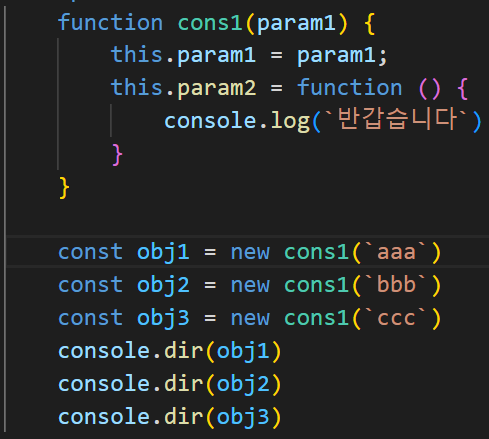 function cons1(param1) {
this.param1 = param1;
this.param2 = function () {
console.log(`반갑습니다`)
}
}
const obj1 = new cons1(`aaa`)
const obj2 = new cons1(`bbb`)
const obj3 = new cons1(`ccc`)
console.dir(obj1)
console.dir(obj2)
console.dir(obj3)